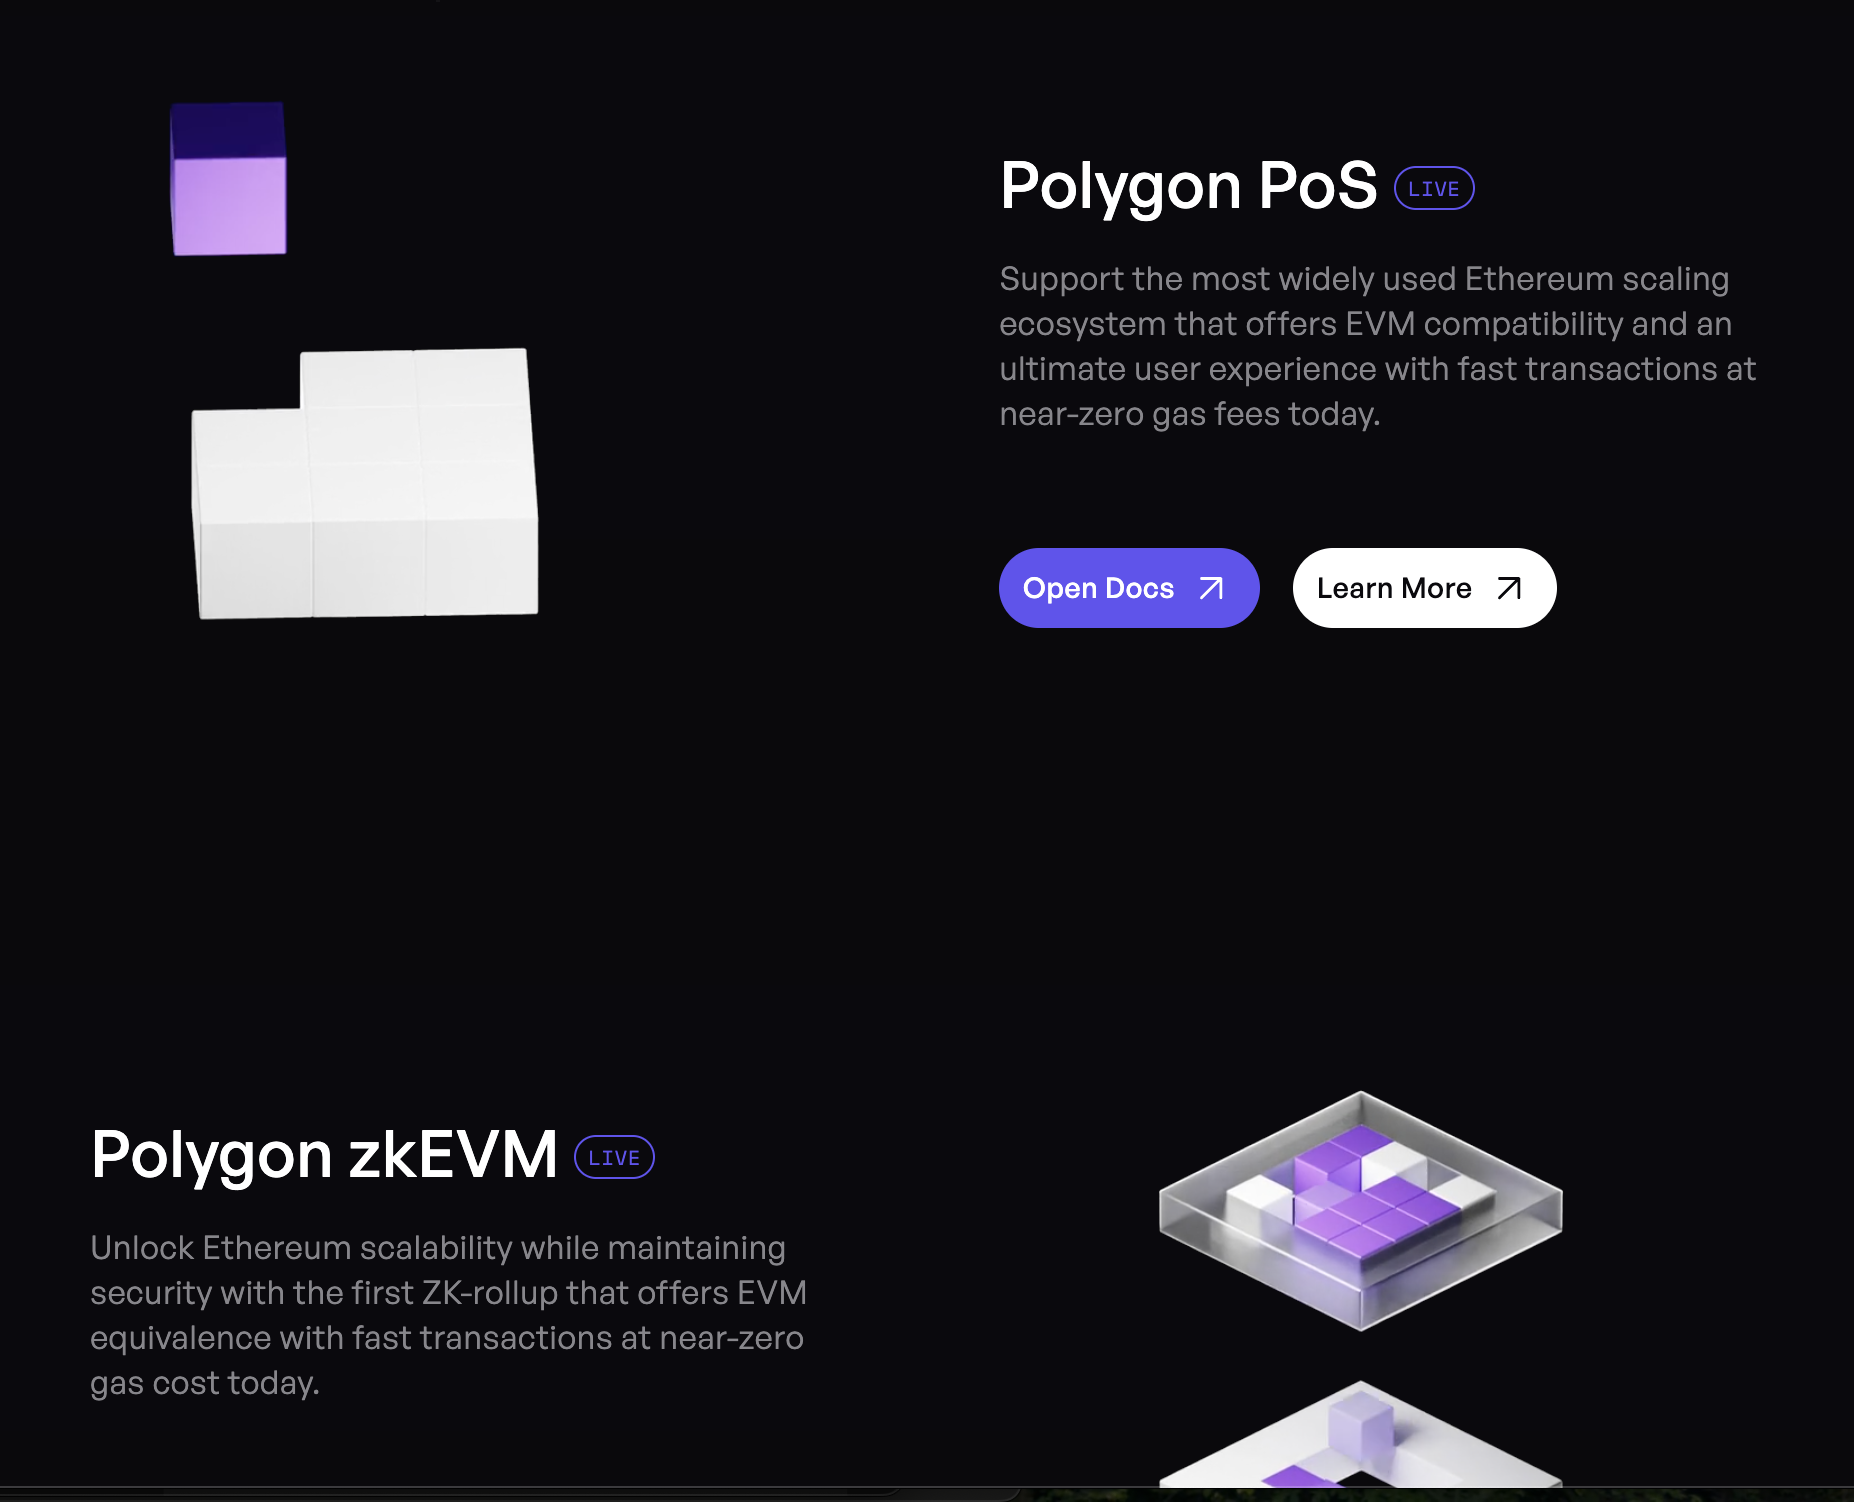 Polygon PoS LIVE
Support the most widely used Ethereum scaling
ecosystem that offers EVM compatibility and an
ultimate user experience with fast transactions at
near-zero gas fees today.
Open Docs
Learn More
Polygon zkEVM LIVE
Unlock Ethereum scalability while maintaining
security with the first ZK-rollup that offers EVM
equivalence with fast transactions at near-zero
gas cost today.